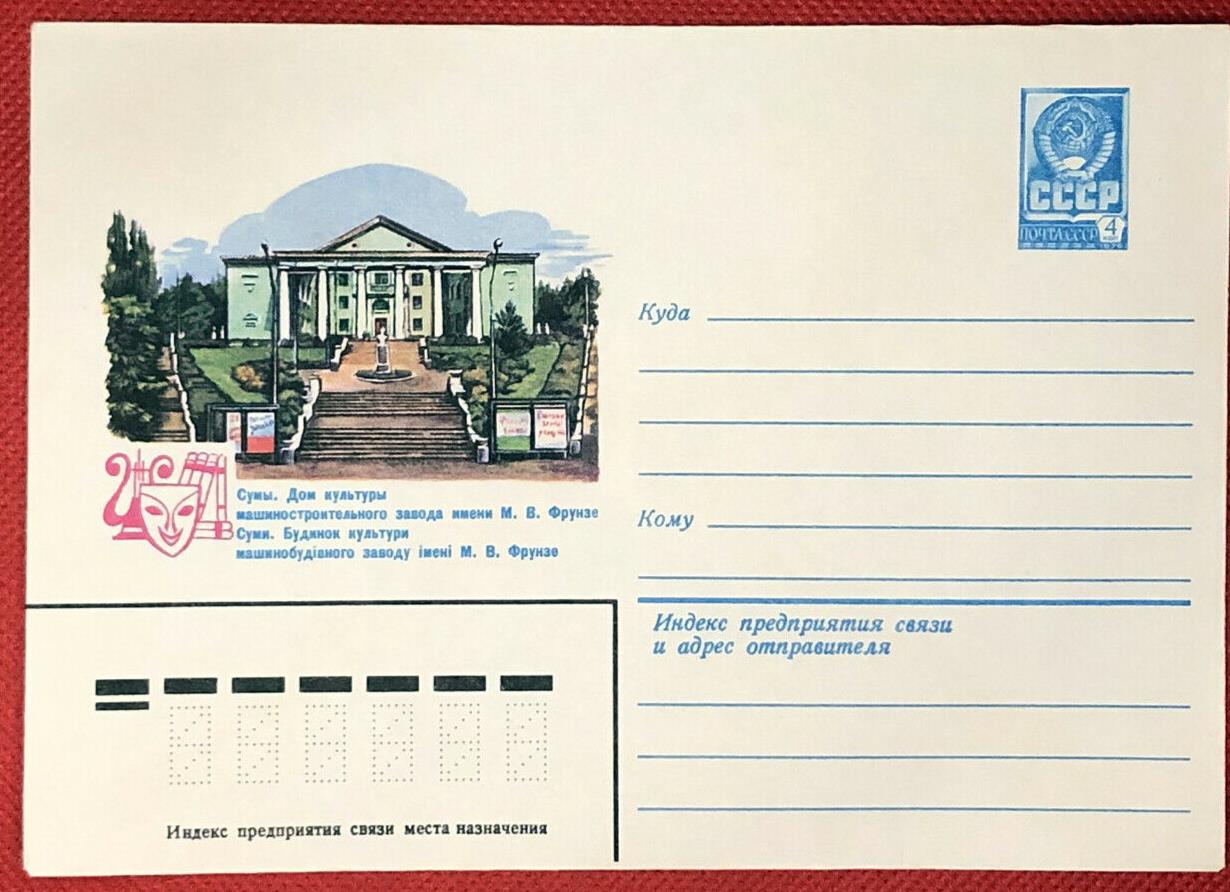 СССР
ПОЧТА СССР
4
Куда
Сумы. Дом культуры
машиностроительного завода имени М. В. Фрунзе
Суми. Будинок культури
машинобудівного заводу імені М. В. Фрунзе
Кому
Индекс предприятия связи
и адрес отправителя
Индекс предприятия связи места назначения